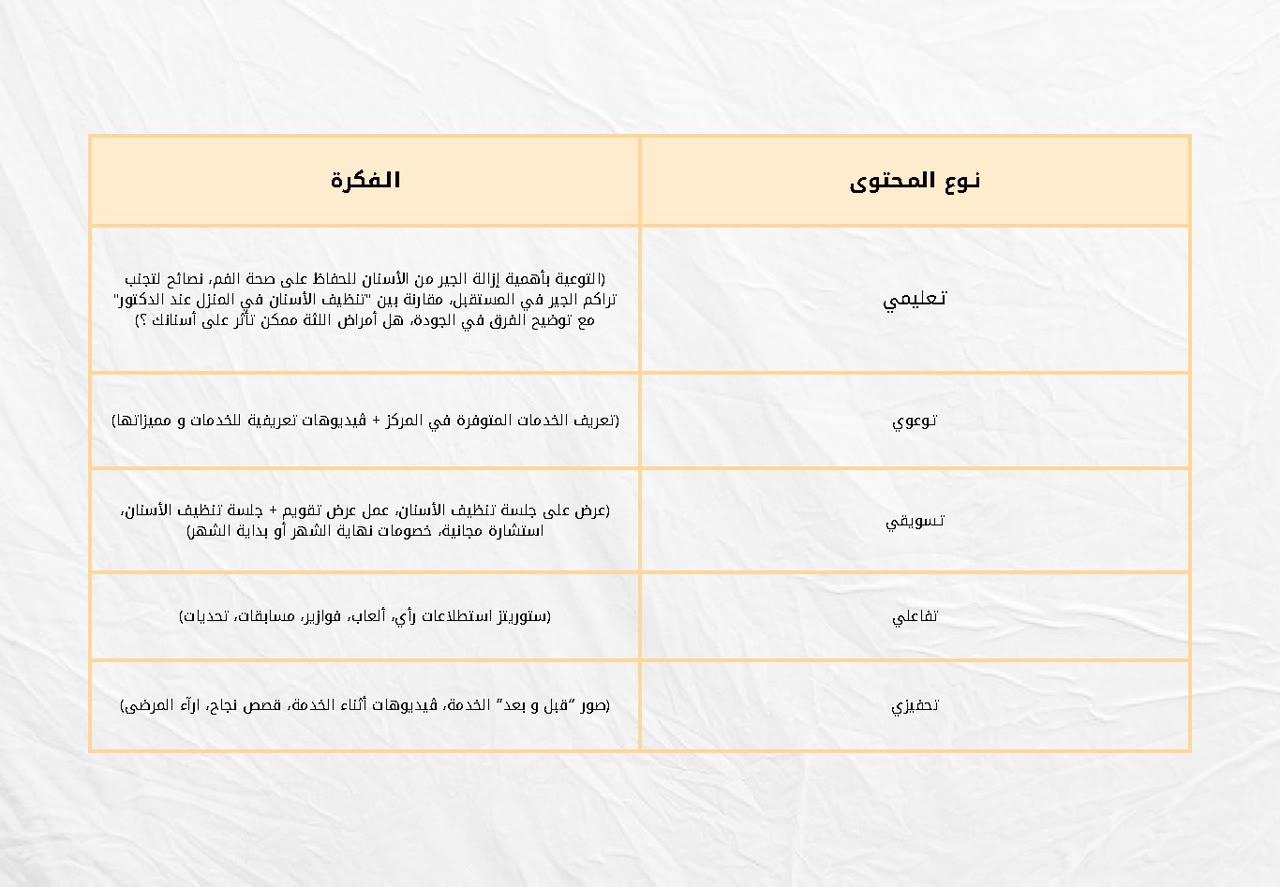 نوع المحتوى
الفكرة
تعليمي
(التوعية بأهمية إزالة الجير من الأسنان للحفاظ على صحة الفم، نصائح لتجنب
تراكم الجير في المستقبل، مقارنة بين "تنظيف الأسنان في المنزل عند الدكتور"
مع توضيح الفرق في الجودة، هل أمراض اللثة ممكن تأثر على أسنانك ؟)
توعوي
(تعريف الخدمات المتوفرة في المركز + ڤيديوهات تعريفية للخدمات و مميزاتها)
تسويقي
(عرض على جلسة تنظيف الأسنان، عمل عرض تقويم + جلسة تنظيف الأسنان،
استشارة مجانية، خصومات نهاية الشهر أو بداية الشهر)
تفاعلي
(ستوريتز استطلاعات رأي، ألعاب، فوازير، مسابقات، تحديات)
تحفيزي
(صور “قبل و بعد” الخدمة، ڤيديوهات أثناء الخدمة، قصص نجاح، ارآء المرضى)